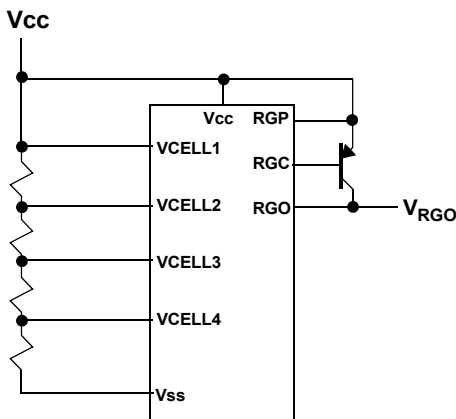 Vcc
Vcc RGP
VCELL1
RGC
VCELL2
RGO
VRGO
VCELL3
VCELL4
Vss